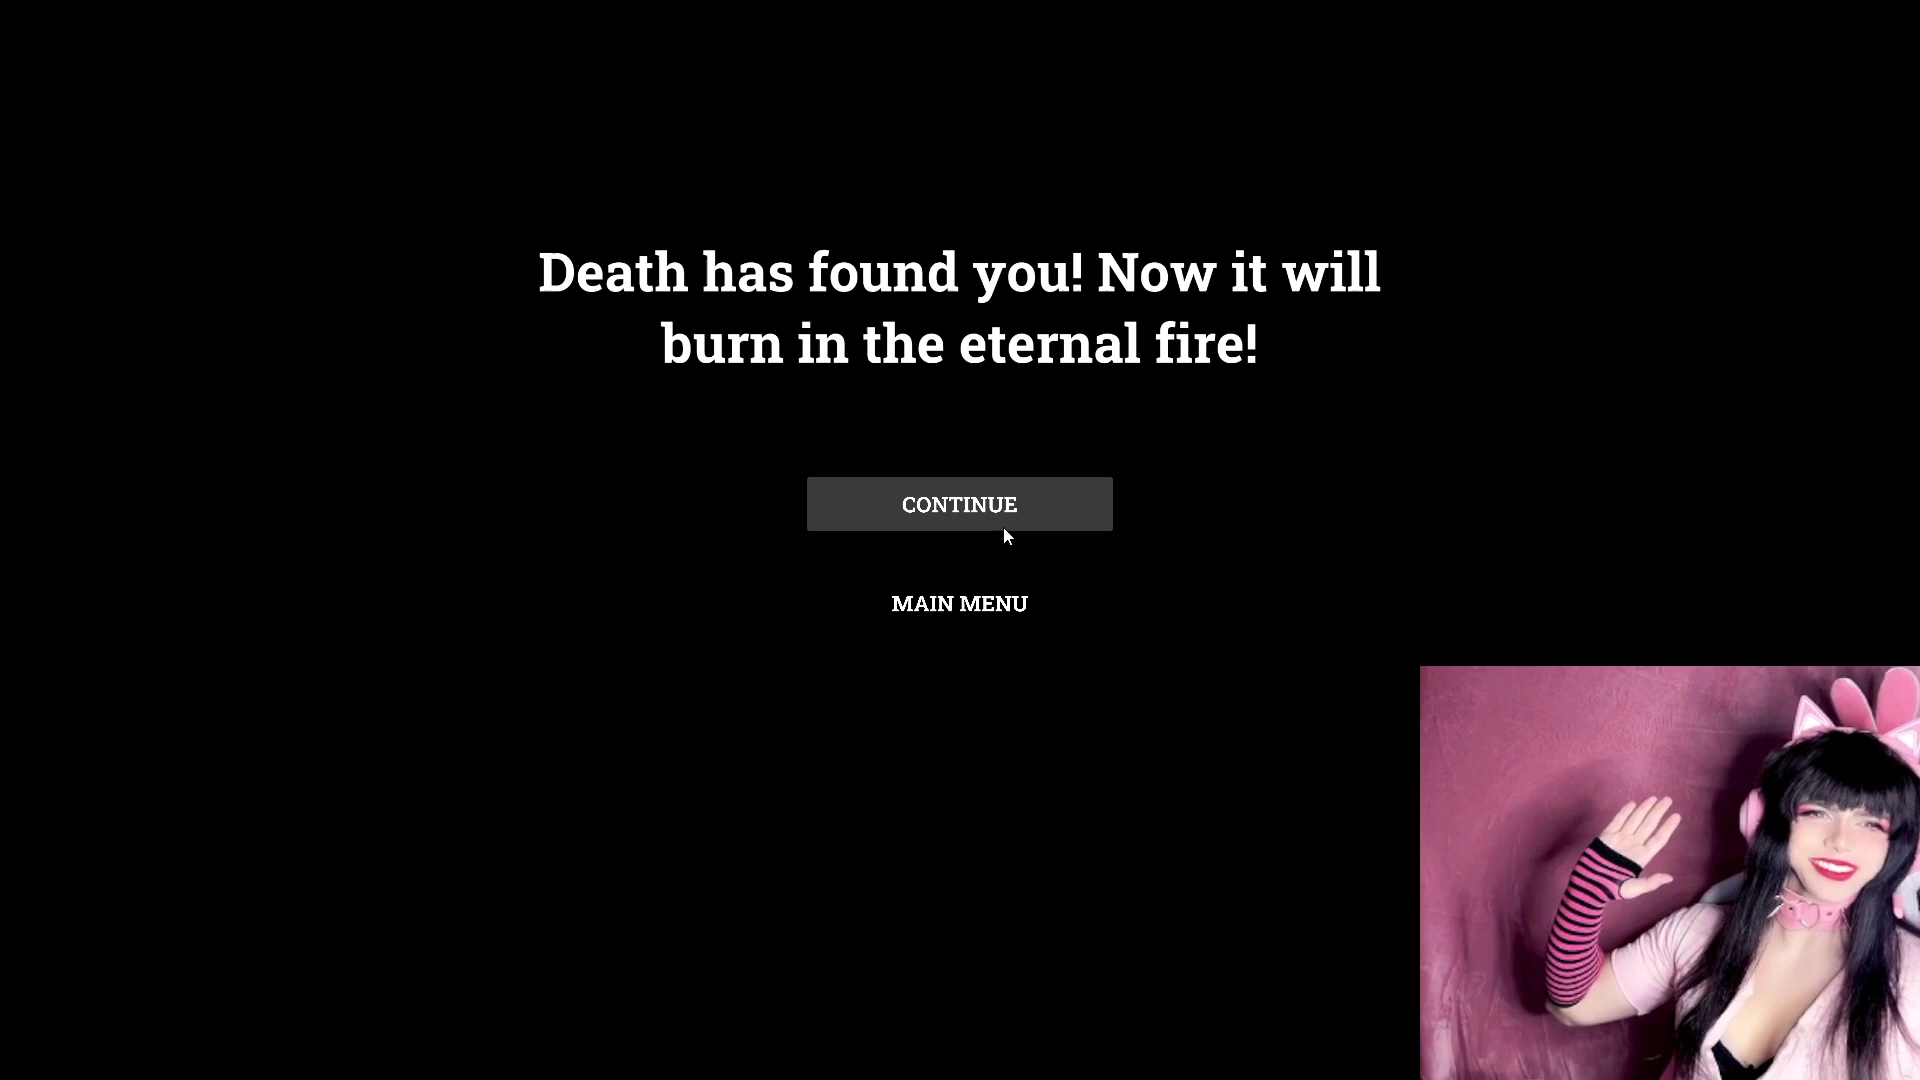 Death has found you! Now it will
burn in the eternal fire!
CONTINUE
MAIN MENU